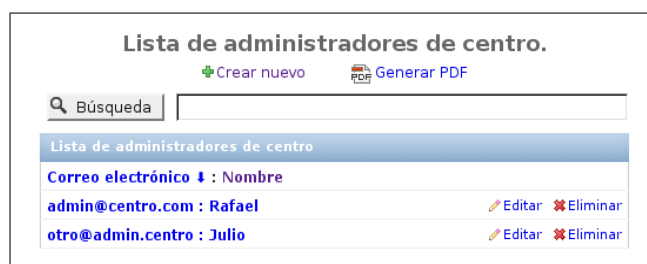 Lista de administradores de centro.
Crear nuevo PDF Generar PDF
Búsqueda
Lista de administradores de centro
Correo electrónico ⬇ : Nombre
admin@centro.com : Rafael Editar Eliminar
otro@admin.centro : Julio Editar Eliminar